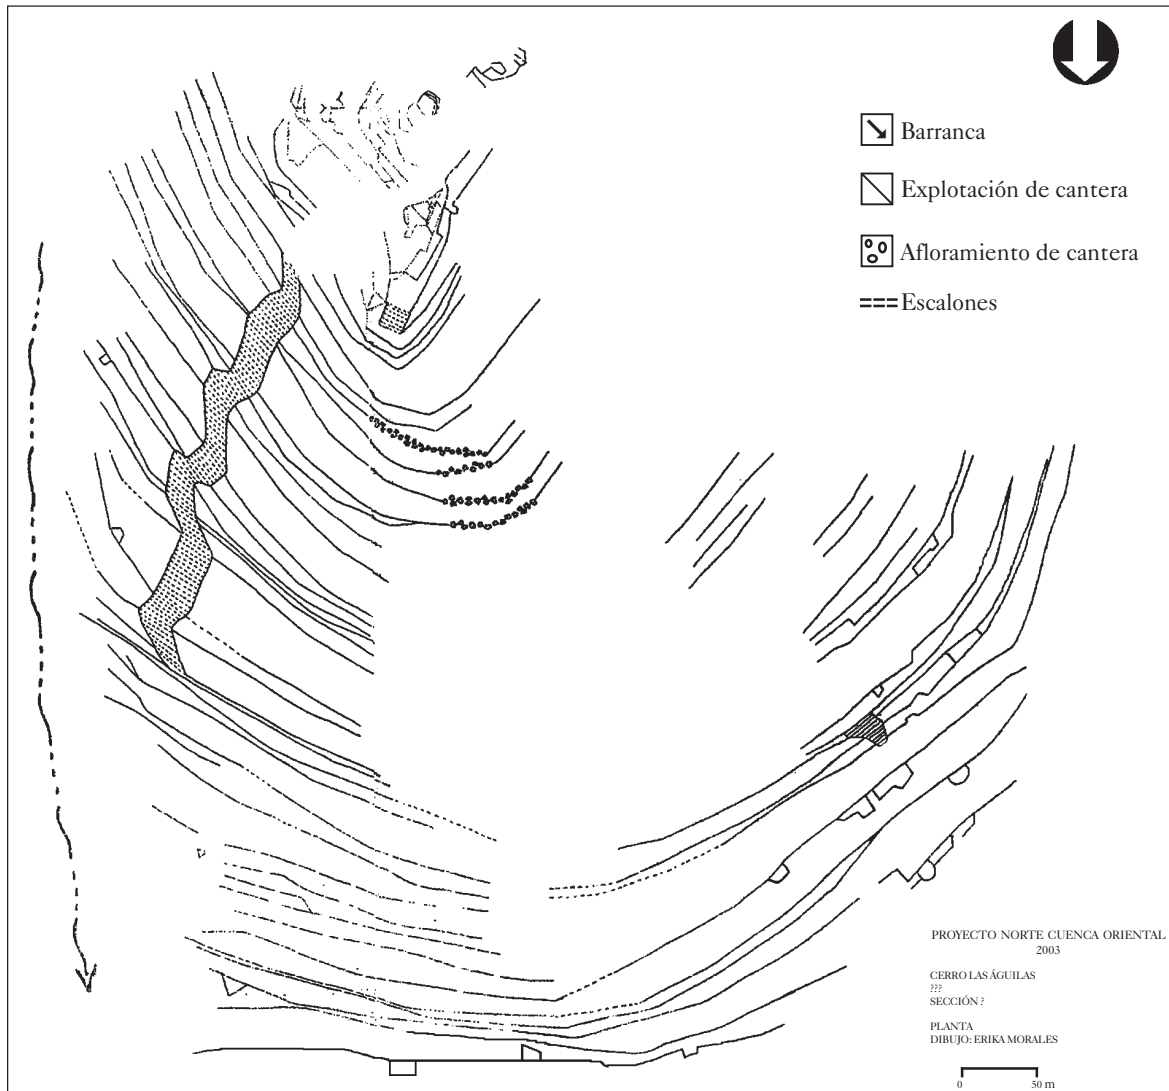 Barranca
Explotación de cantera
Afloramiento de cantera
Escalones
PROYECTO NORTE CUENCA ORIENTAL
2003
CERRO LAS ÁGUILAS
???
SECCIÓN ?
PLANTA
DIBUJO: ERIKA MORALES
0 50 m